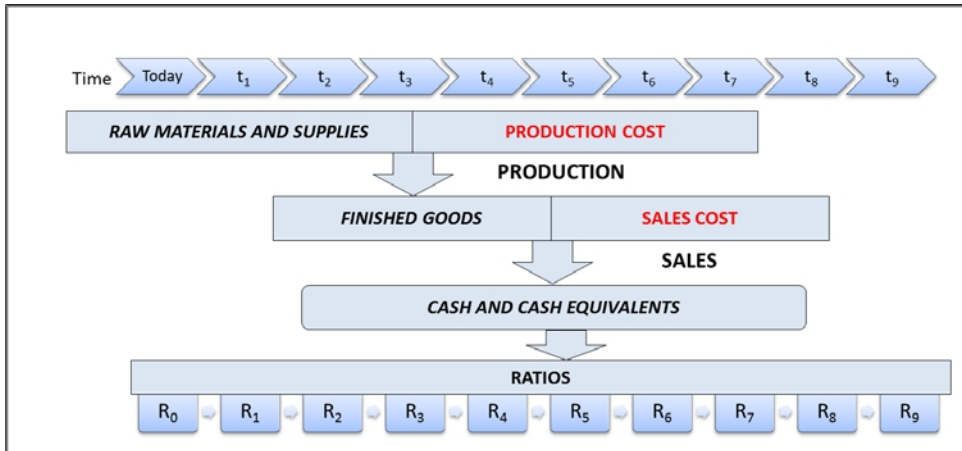 Time Today t₁ t₂ t₃ t₄ t₅ t₆ t₇ t₈ t₉
RAW MATERIALS AND SUPPLIES PRODUCTION COST
PRODUCTION
FINISHED GOODS SALES COST
SALES
CASH AND CASH EQUIVALENTS
RATIOS
R₀ R₁ R₂ R₃ R₄ R₅ R₆ R₇ R₈ R₉